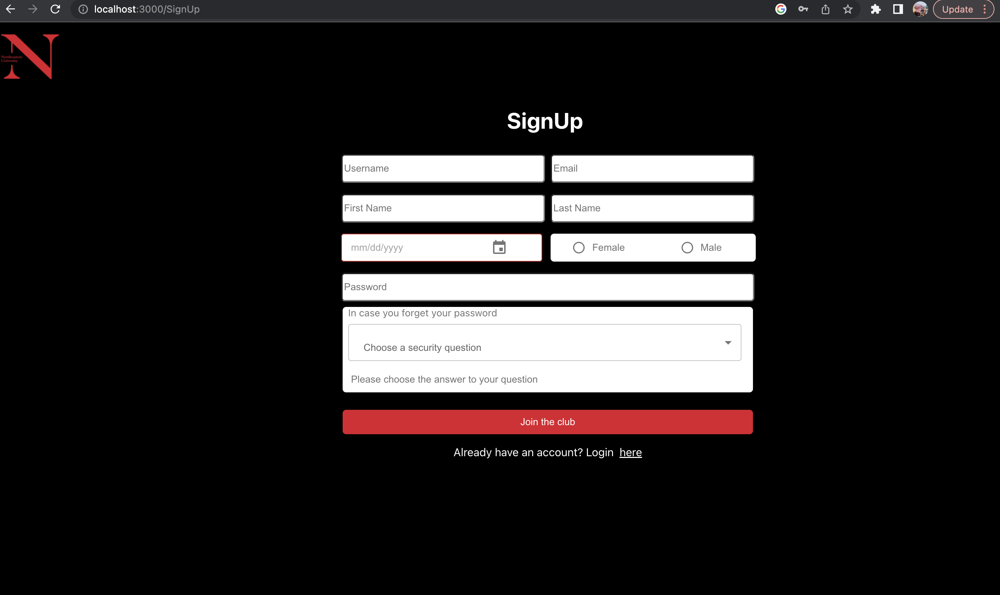 localhost:3000/SignUp
Update
Northeastern
University
SignUp
Username
Email
First Name
Last Name
mm/dd/yyyy
Female
Male
Password
In case you forget your password
Choose a security question
Please choose the answer to your question
Join the club
Already have an account? Login here